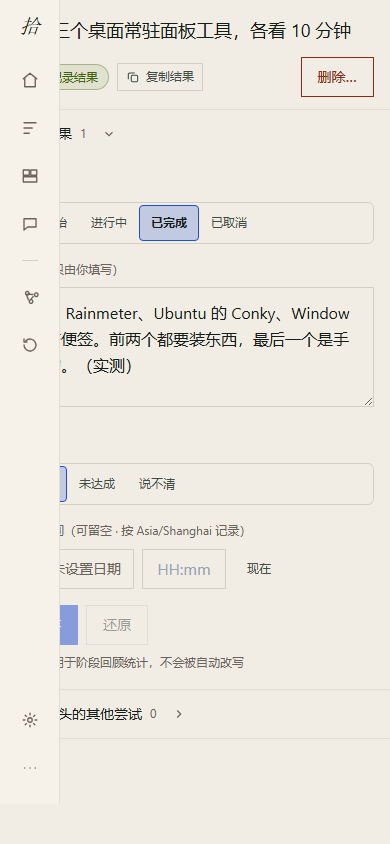 拾
三个桌面常驻面板工具，各看 10 分钟
记录结果 复制结果 删除…
果 1
进行中 已完成 已取消
只由你填写）
Rainmeter、Ubuntu 的 Conky、Window
便签。前两个都要装东西，最后一个是手
。（实测）
未达成 说不清
（可留空 · 按 Asia/Shanghai 记录）
未设置日期 HH:mm 现在
还原
用于阶段回顾统计，不会被自动改写
头的其他尝试 0
…